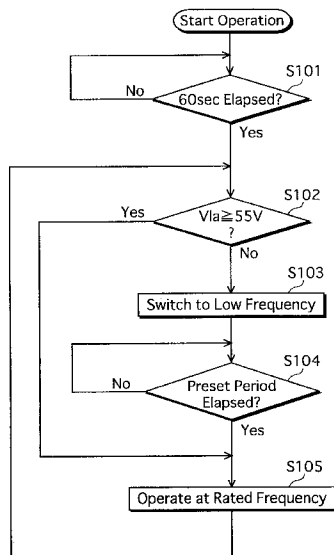 Start Operation
S101
60sec Elapsed?
No
Yes
S102
Vla≧55V
?
Yes
No
S103
Switch to Low Frequency
S104
Preset Period
Elapsed?
No
Yes
S105
Operate at Rated Frequency